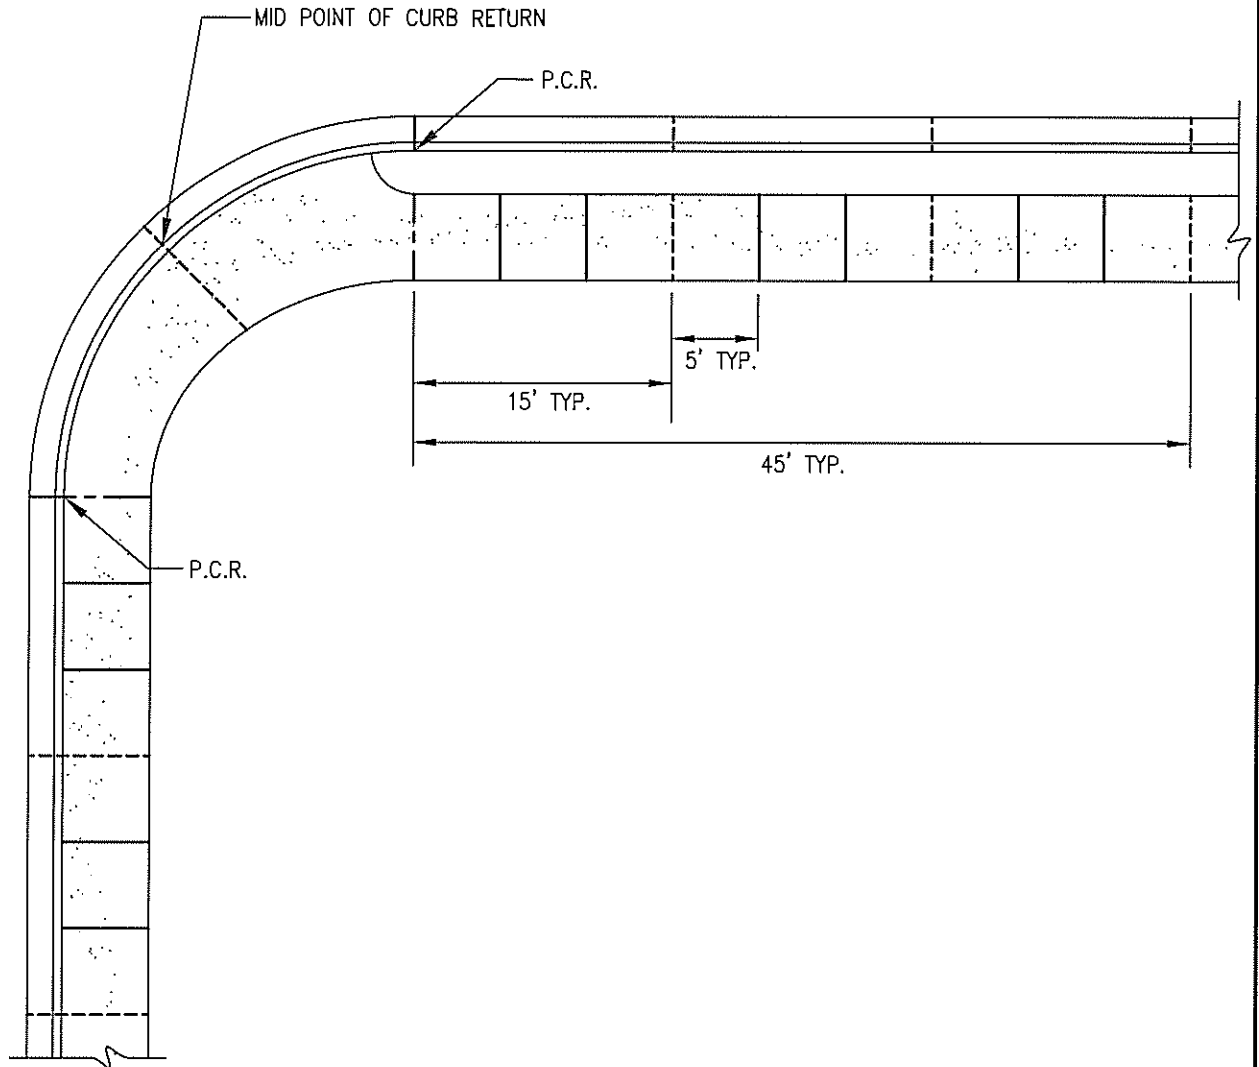 MID POINT OF CURB RETURN
P.C.R.
5' TYP.
15' TYP.
45' TYP.
P.C.R.